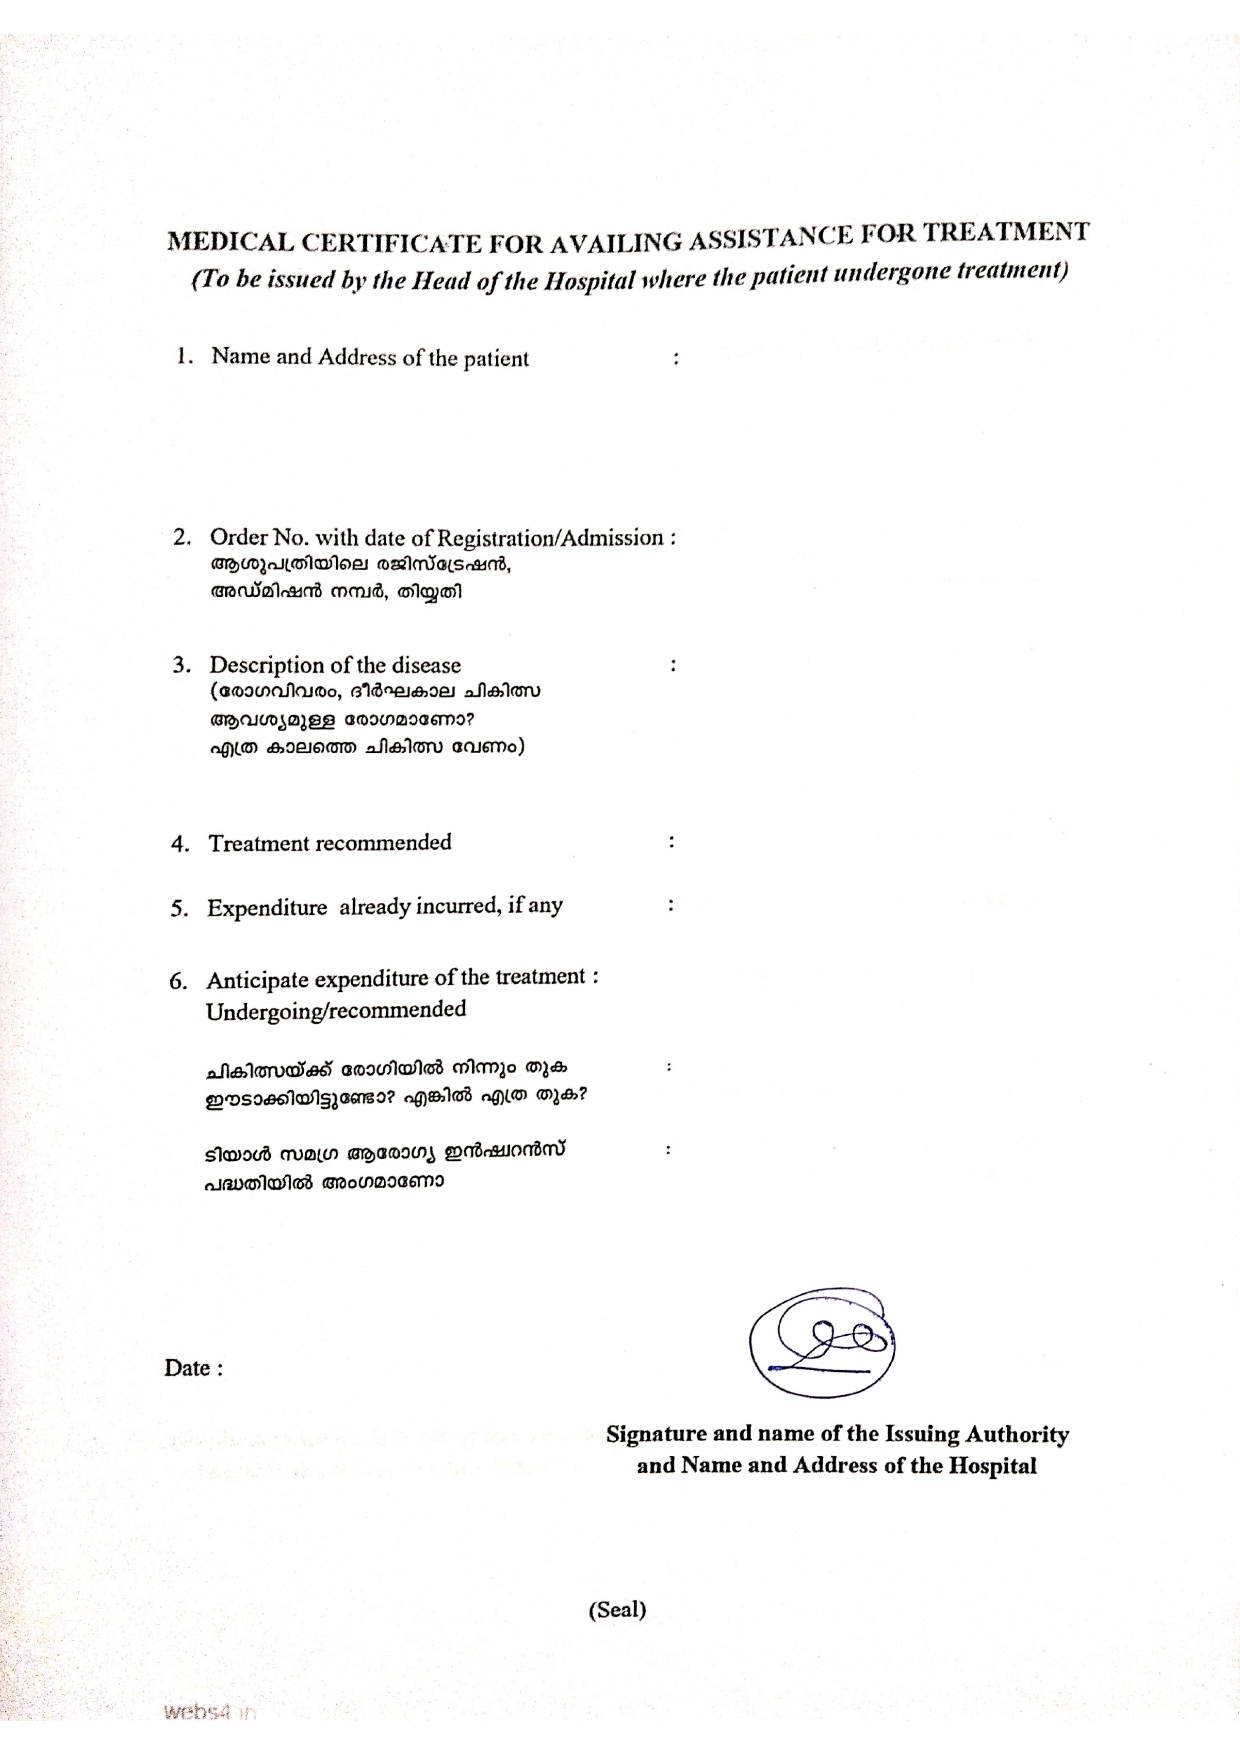 MEDICAL CERTIFICATE FOR AVAILING ASSISTANCE FOR TREATMENT
(To be issued by the Head of the Hospital where the patient undergone treatment)
1. Name and Address of the patient :
2. Order No. with date of Registration/Admission :
ആശുപത്രിയിലെ രജിസ്ട്രേഷൻ,
അഡ്മിഷൻ നമ്പർ, തിയ്യതി
3. Description of the disease :
(രോഗവിവരം, ദീർഘകാല ചികിത്സ
ആവശ്യമുള്ള രോഗമാണോ?
എത്ര കാലത്തെ ചികിത്സ വേണം)
4. Treatment recommended :
5. Expenditure already incurred, if any :
6. Anticipate expenditure of the treatment :
Undergoing/recommended
ചികിത്സയ്ക്ക് രോഗിയിൽ നിന്നും തുക :
ഈടാക്കിയിട്ടുണ്ടോ? എങ്കിൽ എത്ര തുക?
ടിയാൾ സമഗ്ര ആരോഗ്യ ഇൻഷുറൻസ് :
പദ്ധതിയിൽ അംഗമാണോ
Date :
Signature and name of the Issuing Authority
and Name and Address of the Hospital
(Seal)
webs4 in